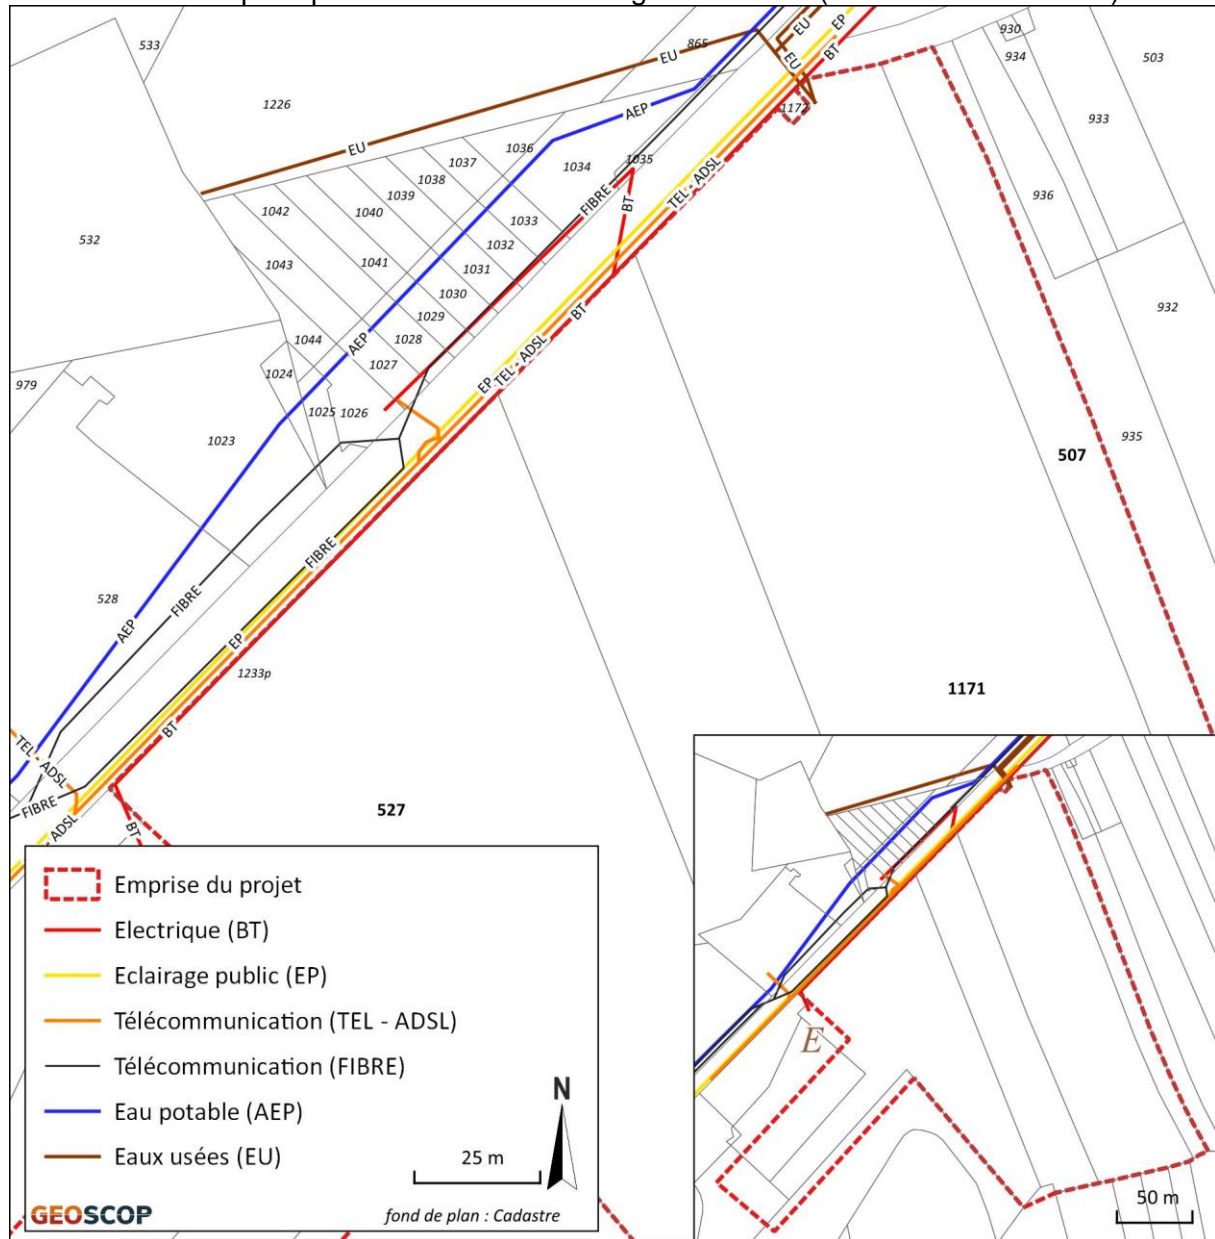 533
865
EU
EU
EU
EP
BT
930
934
503
1226
AEP
1172
933
EU
1036
1037
1034
1035
1038
1039
TEL - ADSL
936
1042
1040
FIBRE
BT
1033
532
1032
1041
1043
1031
1030
BT
932
1029
AEP
1044
1028
TEL - ADSL
1027
EP
979
1024
1025
1026
1023
935
507
FIBRE
528
FIBRE
AEP
EP
1233p
1171
BT
TEL - ADSL
FIBRE
527
- ADSL
BT
Emprise du projet
Electrique (BT)
Eclairage public (EP)
Télécommunication (TEL - ADSL)
Télécommunication (FIBRE)
Eau potable (AEP)
Eaux usées (EU)
N
25 m
GEOSCOP
fond de plan : Cadastre
E
50 m